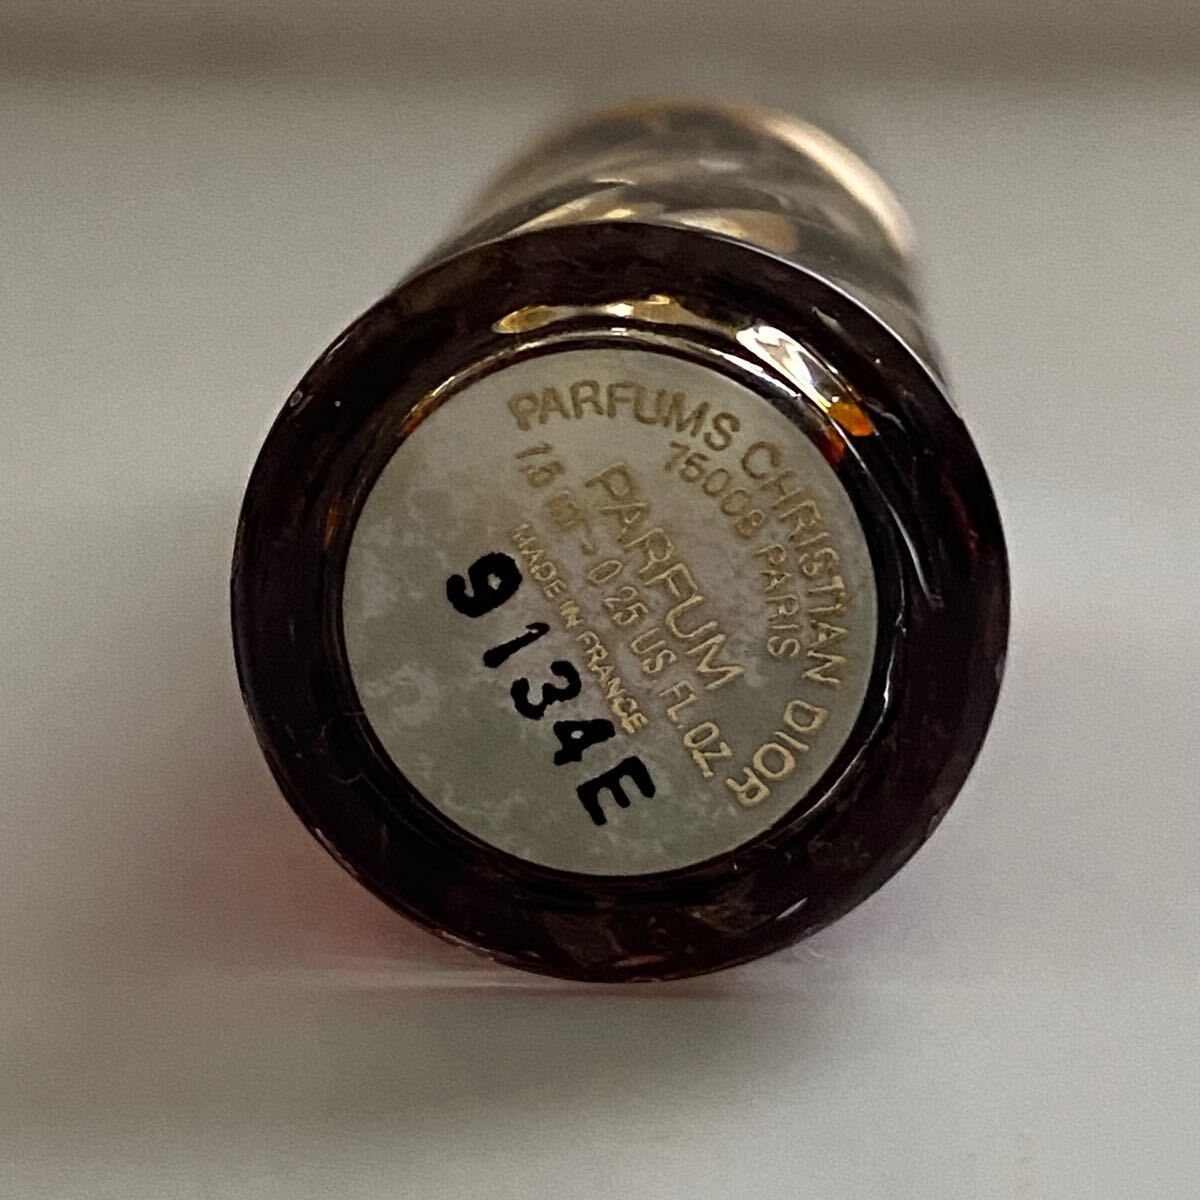 PARFUMS CHRISTIAN DIOR
75008 PARIS
PARFUM
0.25 US FL.OZ.
MADE IN FRANCE
9134E